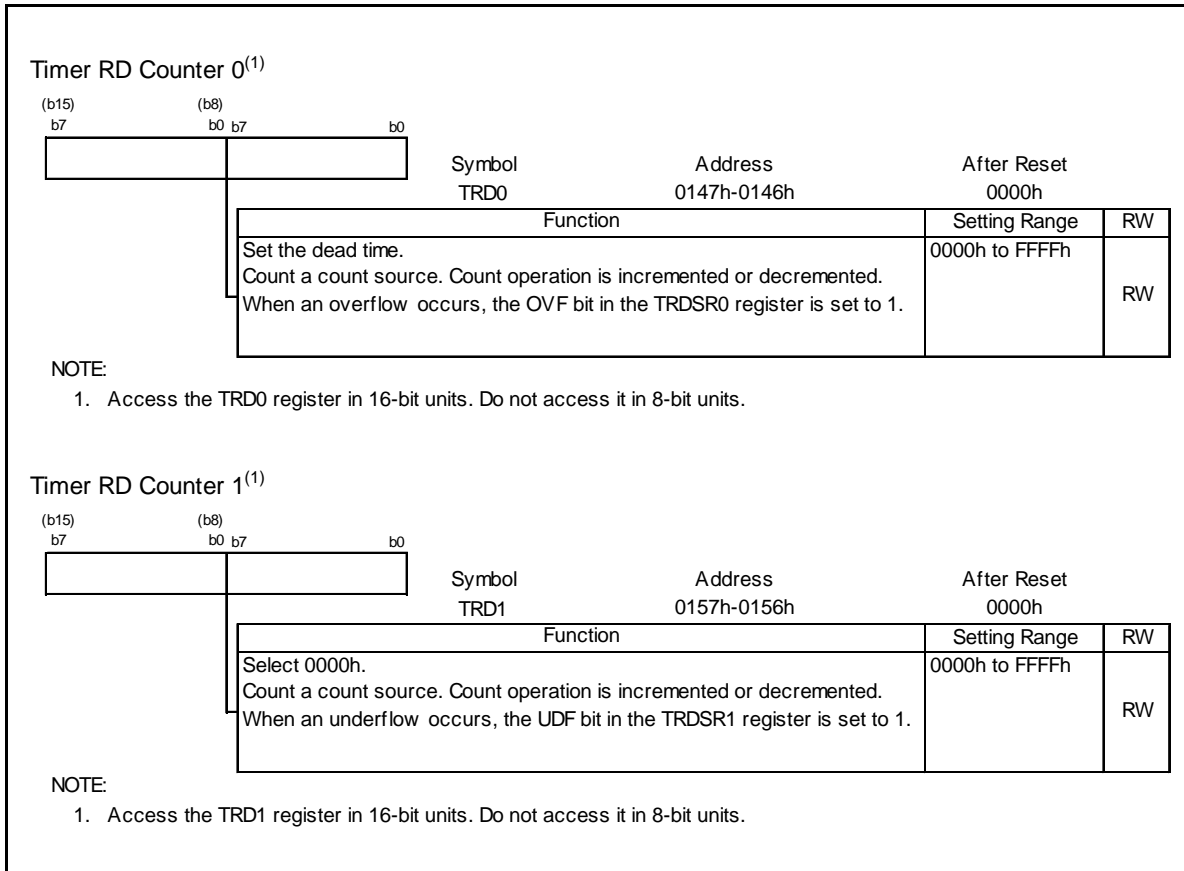 Timer RD Counter 0(1)
(b15) (b8)
b7 b0 b7 b0
Symbol Address After Reset
TRD0 0147h-0146h 0000h
Function Setting Range RW
Set the dead time. 0000h to FFFFh
Count a count source. Count operation is incremented or decremented.
When an overflow occurs, the OVF bit in the TRDSR0 register is set to 1. RW
NOTE:
1. Access the TRD0 register in 16-bit units. Do not access it in 8-bit units.
Timer RD Counter 1(1)
(b15) (b8)
b7 b0 b7 b0
Symbol Address After Reset
TRD1 0157h-0156h 0000h
Function Setting Range RW
Select 0000h. 0000h to FFFFh
Count a count source. Count operation is incremented or decremented.
When an underflow occurs, the UDF bit in the TRDSR1 register is set to 1. RW
NOTE:
1. Access the TRD1 register in 16-bit units. Do not access it in 8-bit units.